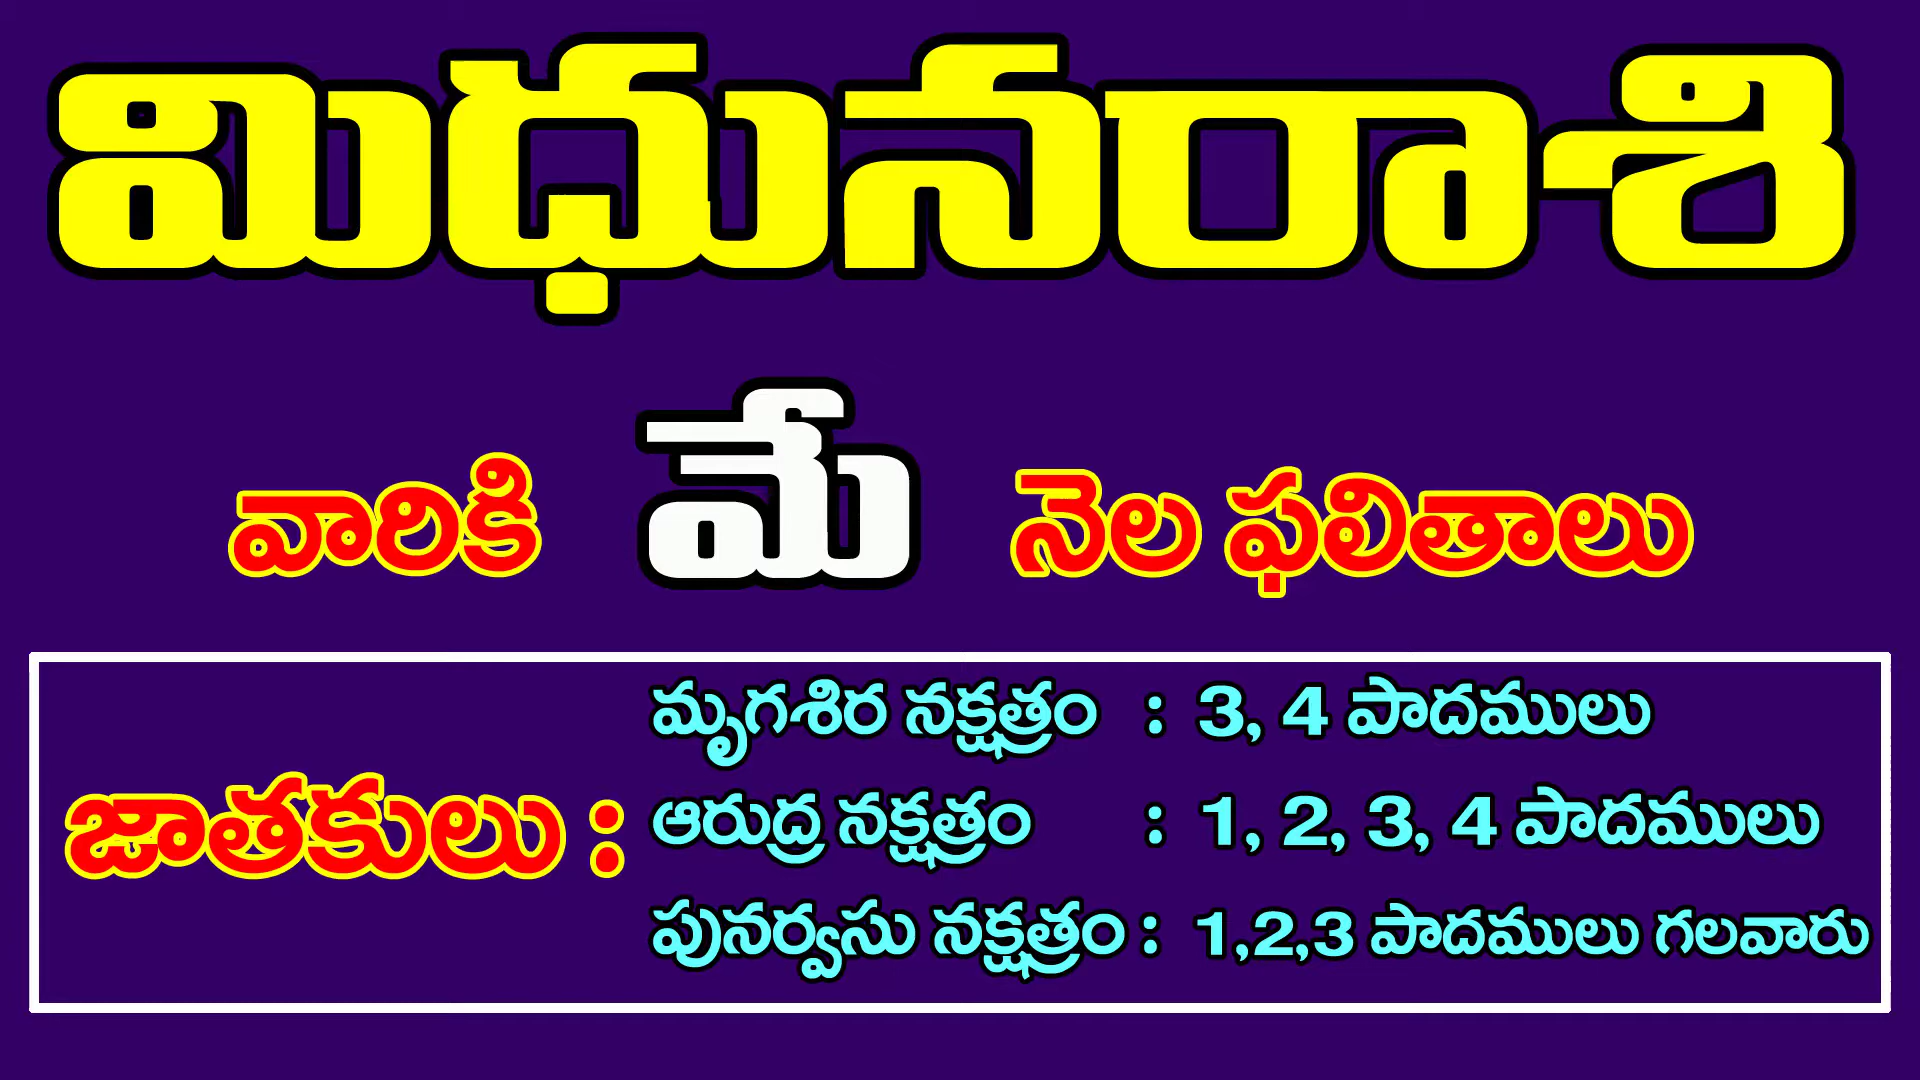 మిధునరాశి
వారికి మే నెల ఫలితాలు
జాతకులు :
మృగశిర నక్షత్రం : 3, 4 పాదములు
ఆరుద్ర నక్షత్రం : 1, 2, 3, 4 పాదములు
పునర్వసు నక్షత్రం : 1,2,3 పాదములు గలవారు